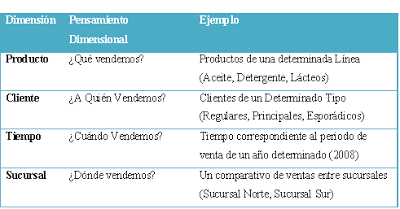 Dimensión Pensamiento Dimensional Ejemplo
Producto ¿Qué vendemos? Productos de una determinada Línea
(Aceite, Detergente, Lácteos)
Cliente ¿A Quién Vendemos? Clientes de un Determinado Tipo
(Regulares, Principales, Esporádicos)
Tiempo ¿Cuándo Vendemos? Tiempo correspondiente al periodo de
venta de un año determinado (2008)
Sucursal ¿Dónde vendemos? Un comparativo de ventas entre sucursales
(Sucursal Norte, Sucursal Sur)